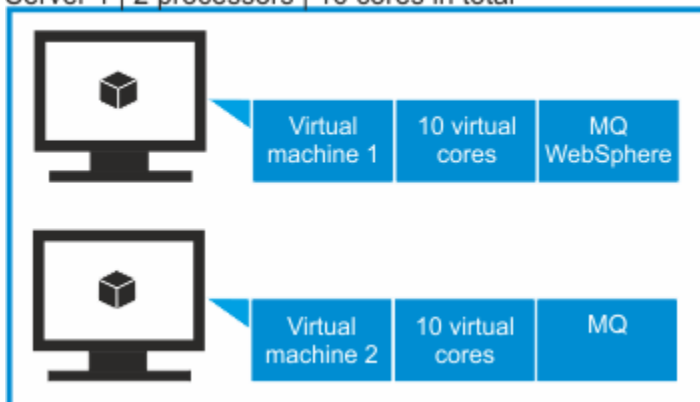 Server 1 | 2 processors | cores in total
Virtual
machine 1
10 virtual
cores
MQ
WebSphere
Virtual
machine 2
10 virtual
cores
MQ